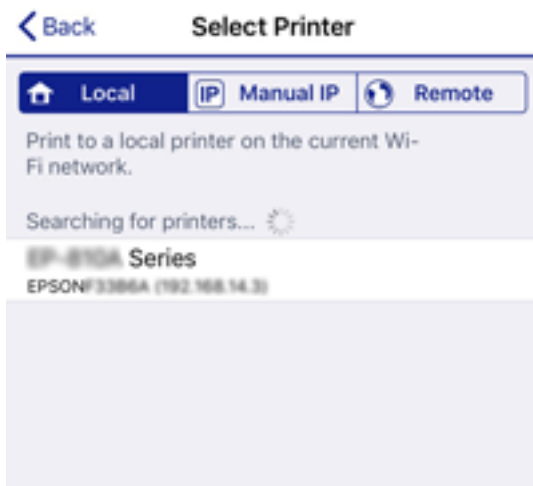 Back Select Printer
Local IP Manual IP Remote
Print to a local printer on the current Wi-
Fi network.
Searching for printers...
Series
EPSON